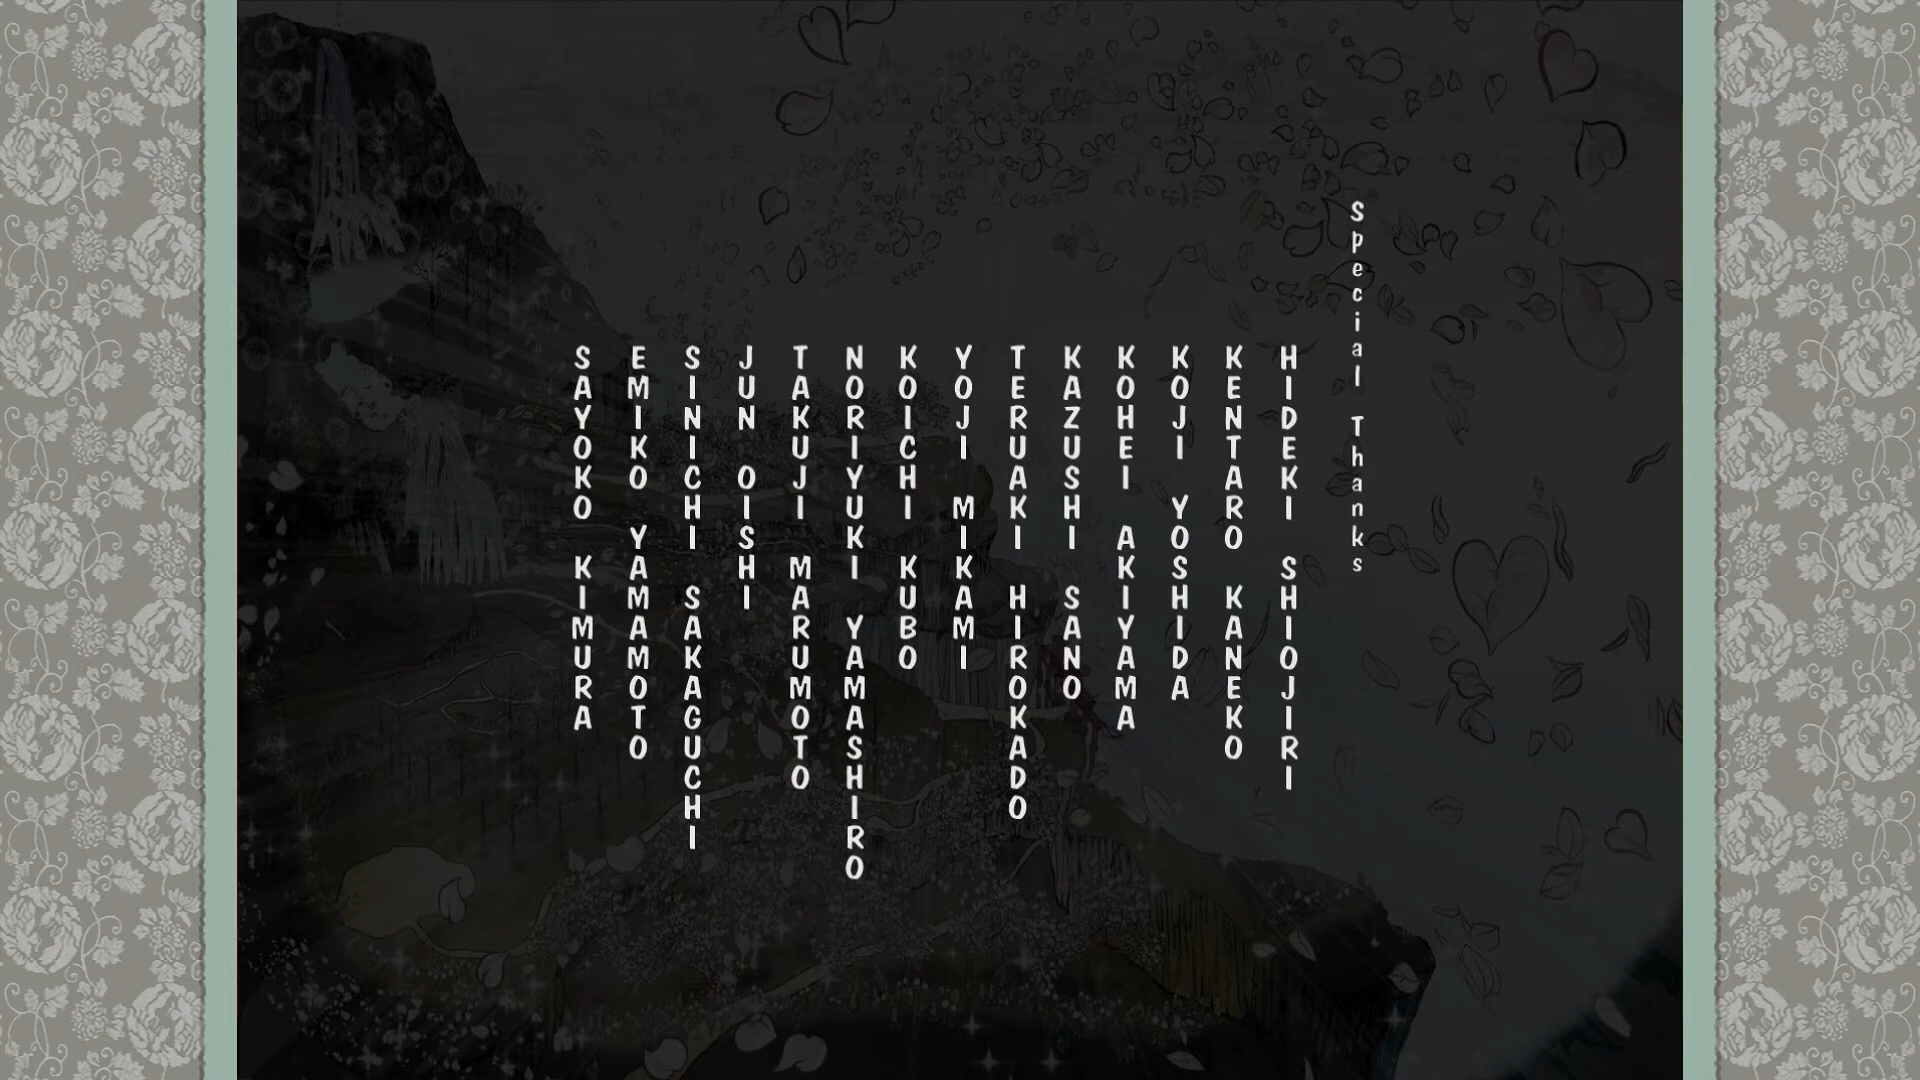 Special Thanks
HIDEKI SHIOJIRI
KENTARO KANEKO
KOJI YOSHIDA
KOHEI AKIYAMA
KAZUSHI SANO
TERUAKI HIROKADO
YOJI MIKAMI
KOICHI KUBO
NORIYUKI YAMASHIRO
TAKUJI MARUMOTO
JUN OISHI
SINICHI SAKAGUCHI
EMIKO YAMAMOTO
SAYOKO KIMURA